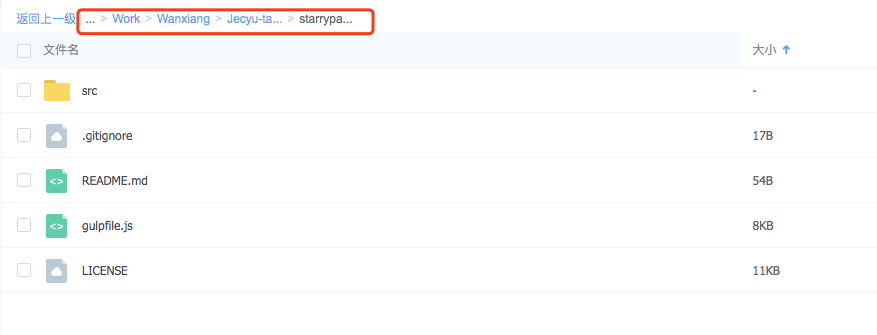 返回上一级 ... > Work > Wanxiang > Jecyu-ta... > starrypa...
文件名 大小
src -
.gitignore 17B
<> README.md 54B
<> gulpfile.js 8KB
LICENSE 11KB